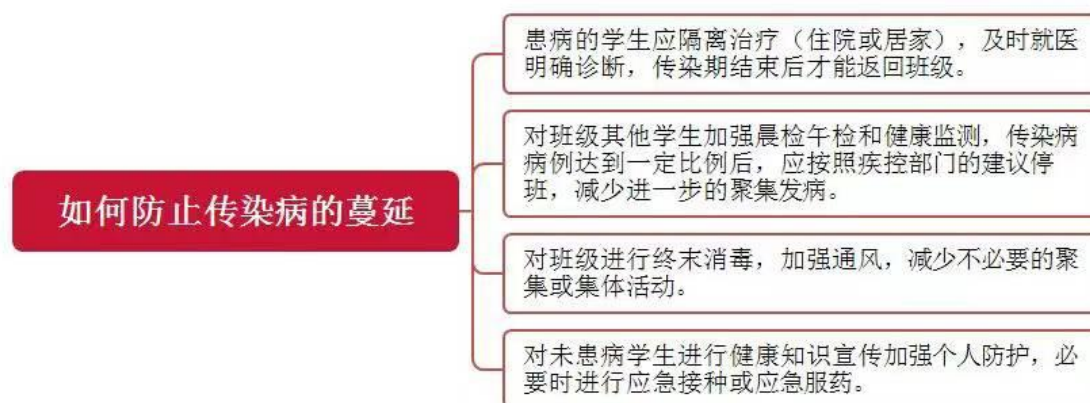 如何防止传染病的蔓延
患病的学生应隔离治疗（住院或居家），及时就医
明确诊断，传染期结束后才能返回班级。
对班级其他学生加强晨检午检和健康监测，传染病
病例达到一定比例后，应按照疾控部门的建议停
班，减少进一步的聚集发病。
对班级进行终末消毒，加强通风，减少不必要的聚
集或集体活动。
对未患病学生进行健康知识宣传加强个人防护，必
要时进行应急接种或应急服药。